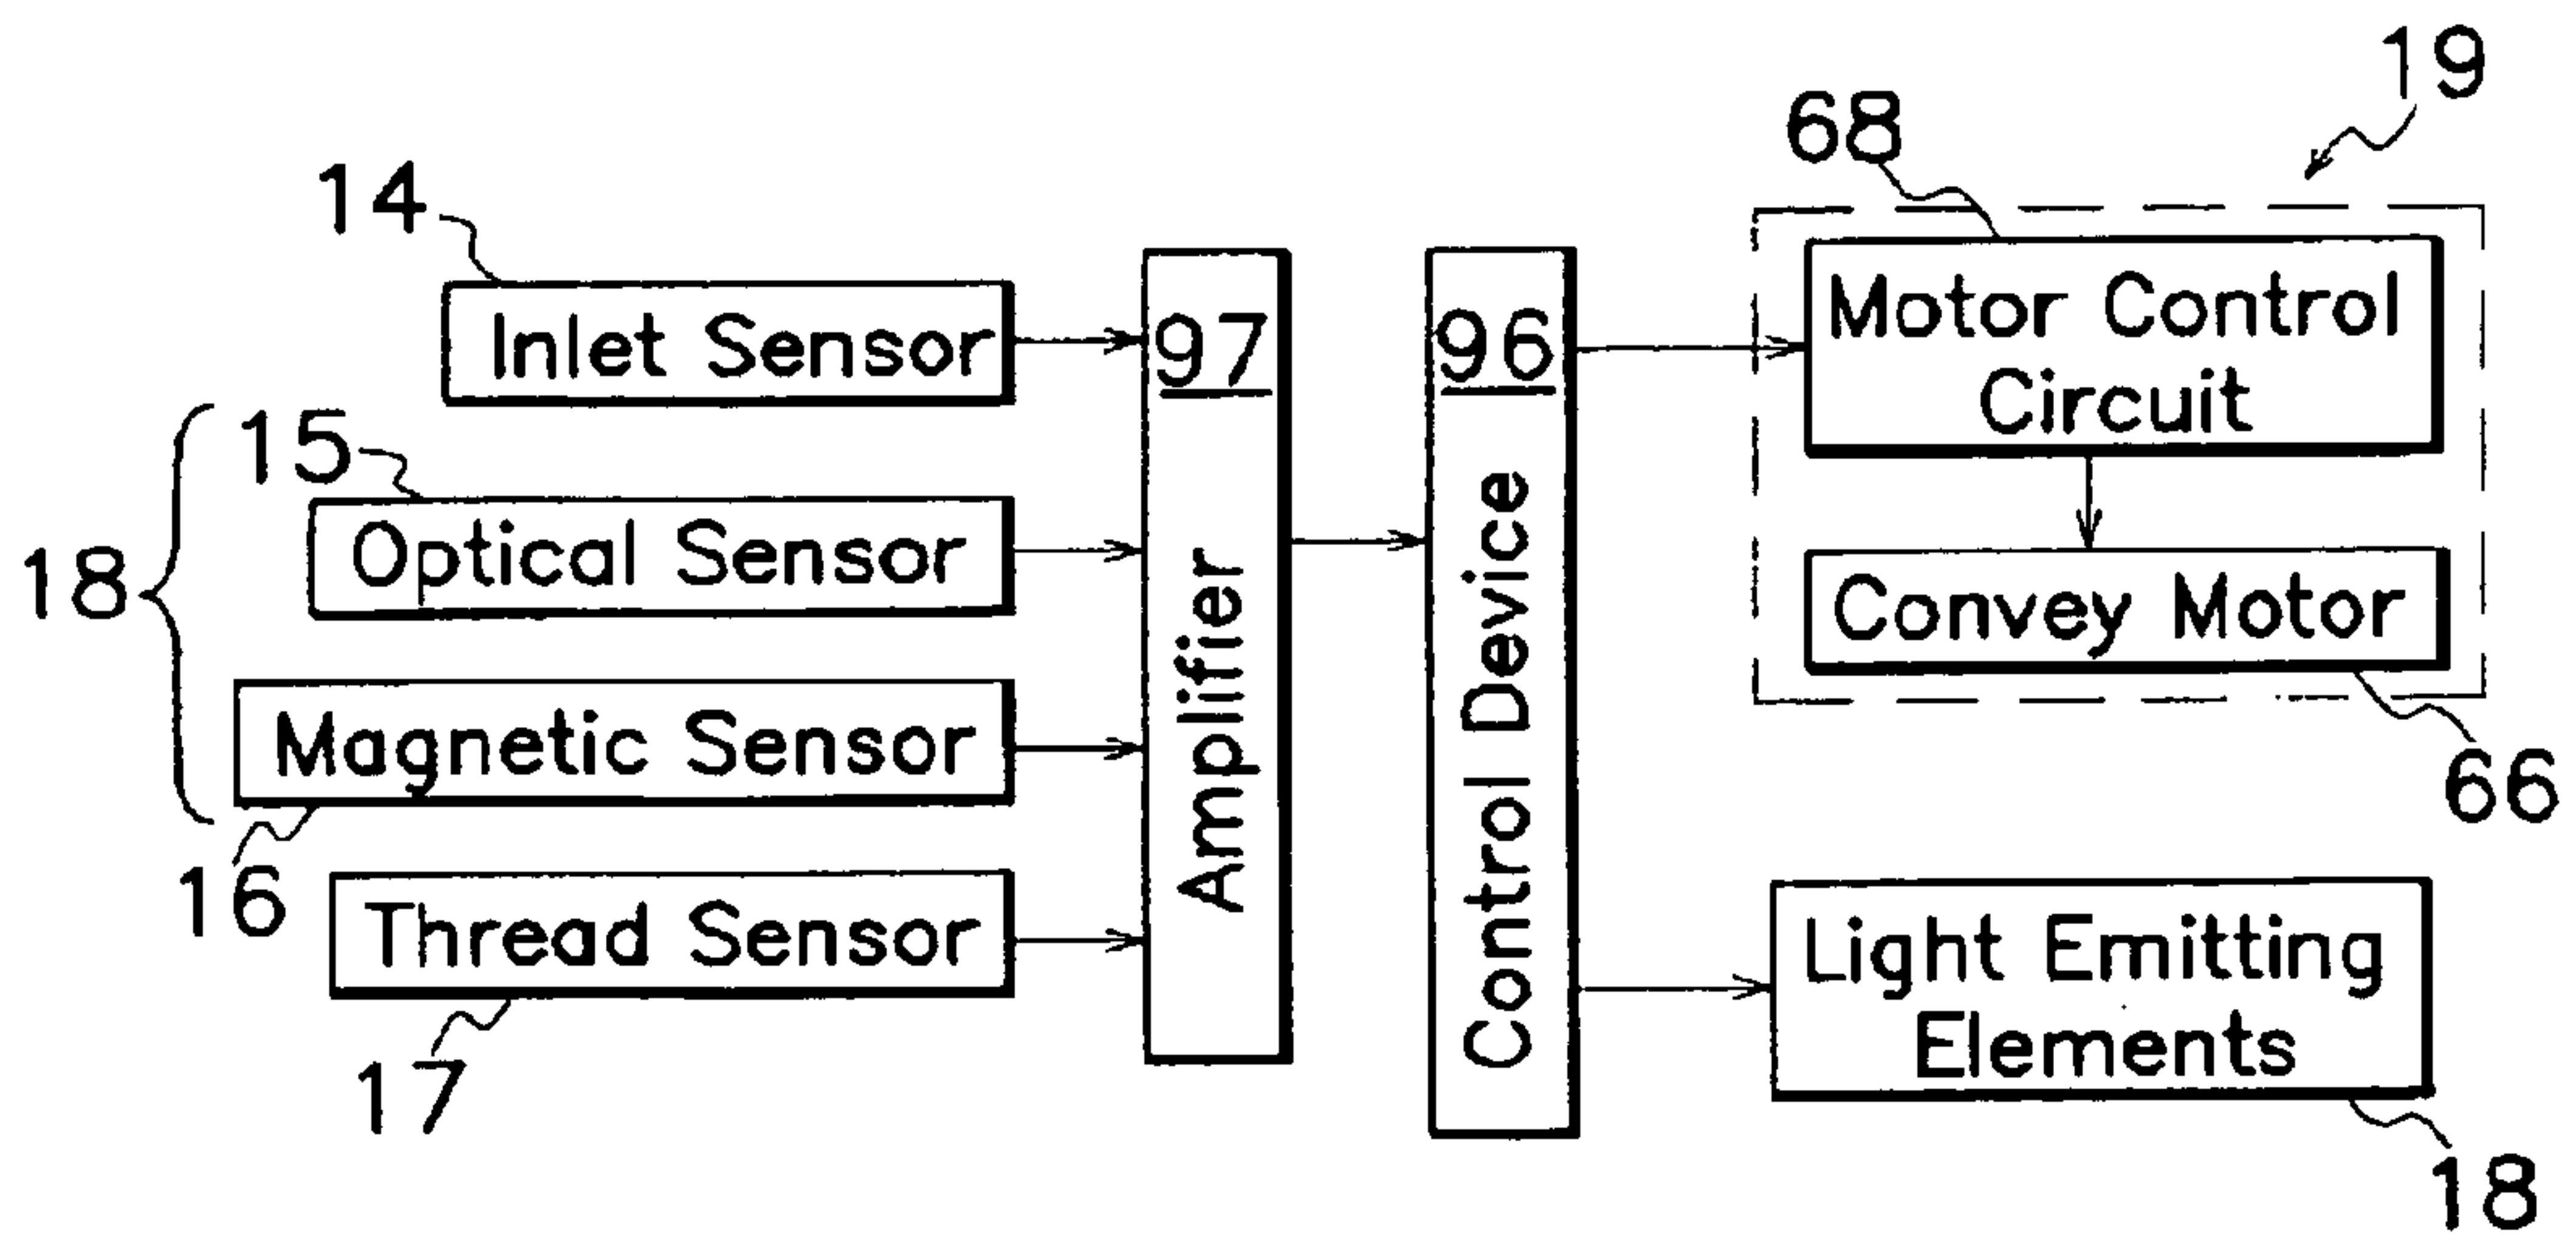 19
68
14
Inlet Sensor
97
Amplifier
96
Control Device
Motor Control
Circuit
15
18
Optical Sensor
Convey Motor
Magnetic Sensor
66
16
Thread Sensor
17
Light Emitting
Elements
18